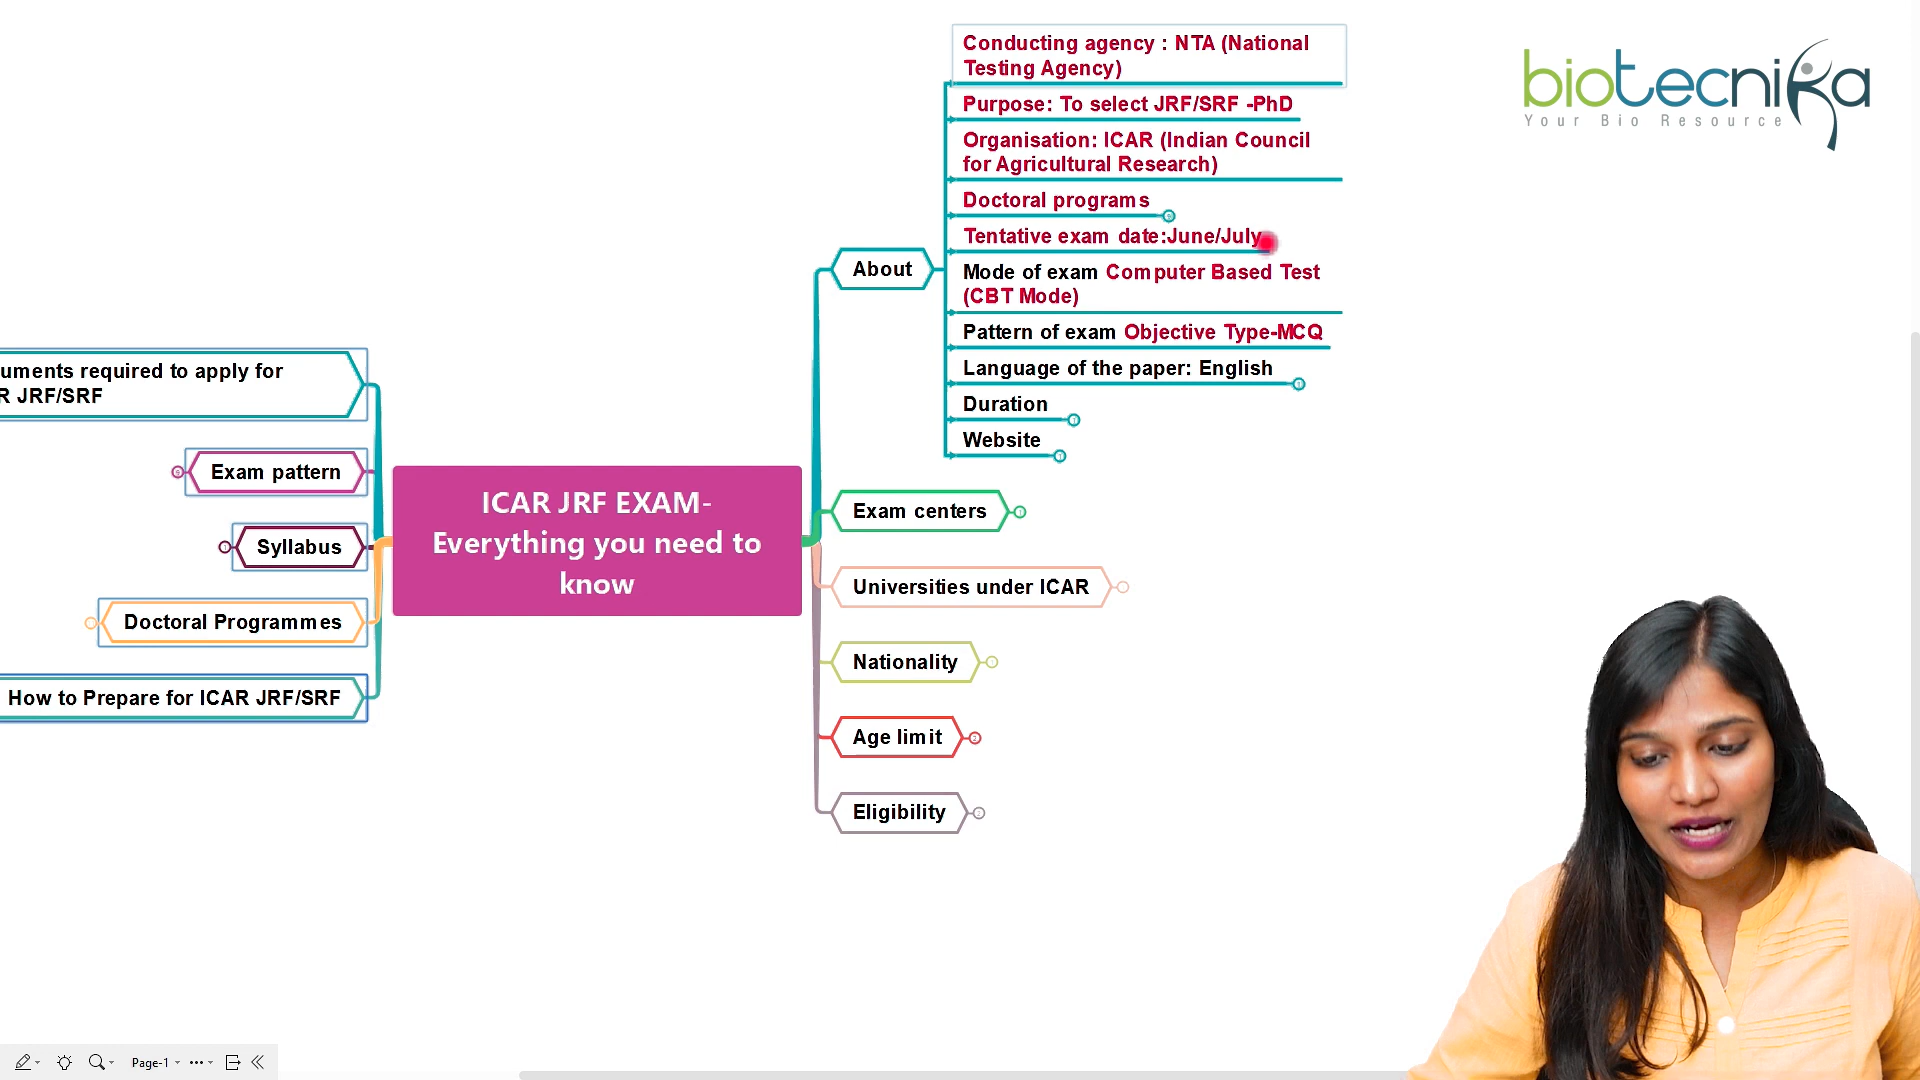 Conducting agency : NTA (National
Testing Agency)
Purpose: To select JRF/SRF -PhD
Organisation: ICAR (Indian Council
for Agricultural Research)
Doctoral programs
Tentative exam date:June/July
Mode of exam Computer Based Test
(CBT Mode)
Pattern of exam Objective Type-MCQ
Language of the paper: English
Duration
Website
About
Exam centers
Universities under ICAR
Nationality
Age limit
2
Eligibility
ICAR JRF EXAM-
Everything you need to
know
uments required to apply for
R JRF/SRF
Exam pattern
Syllabus
Doctoral Programmes
How to Prepare for ICAR JRF/SRF
biotecnika
Your Bio Resource
Page-1